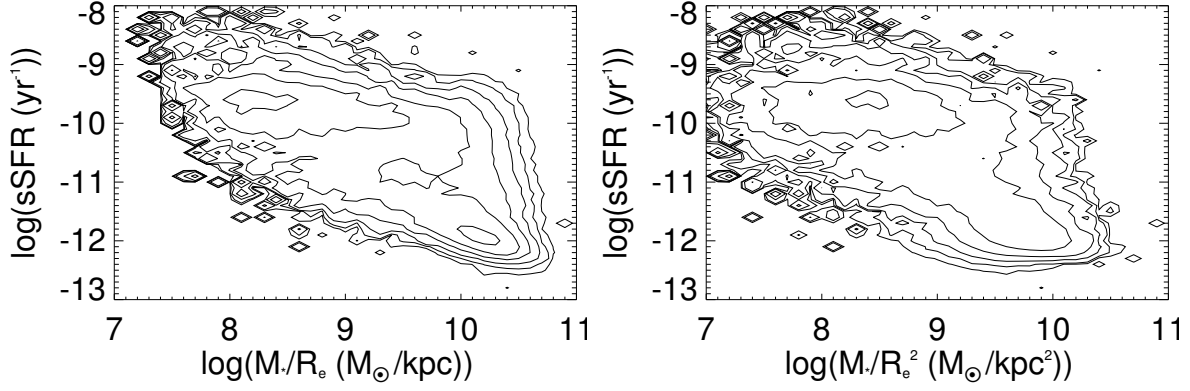 -8
-9
-10
-11
-12
-13
log(sSFR (yr⁻¹))
7 8 9 10 11
log(M*/Rₑ (M⊙/kpc))
-8
-9
-10
-11
-12
-13
log(sSFR (yr⁻¹))
7 8 9 10 11
log(M*/Rₑ² (M⊙/kpc²))